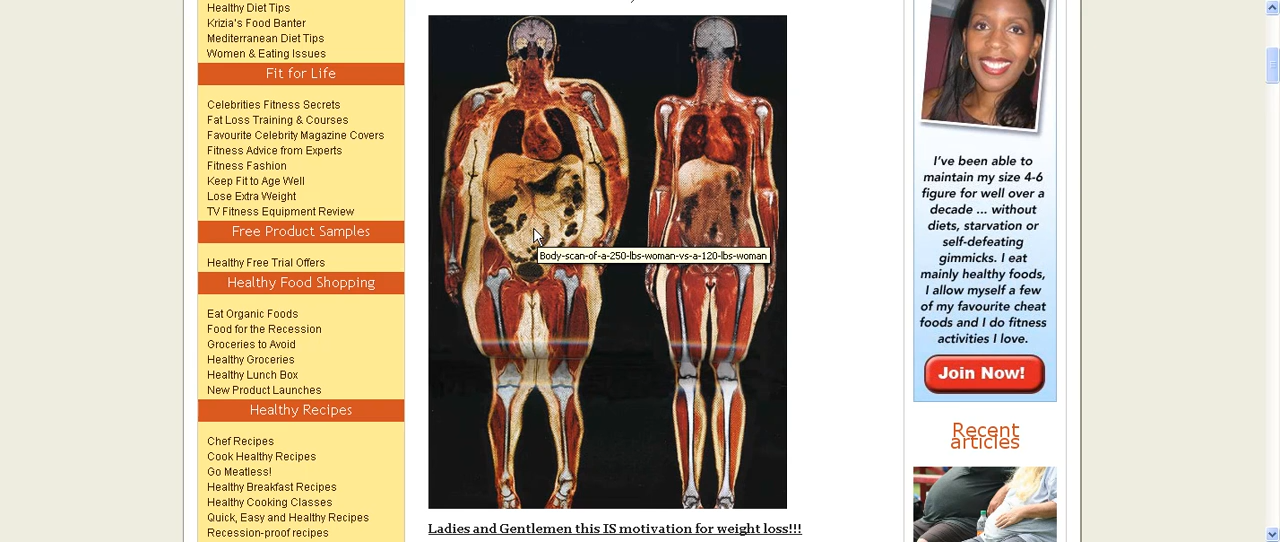 Healthy Diet Tips
Krizia's Food Banter
Mediterranean Diet Tips
Women & Eating Issues
Fit for Life
Celebrities Fitness Secrets
Fat Loss Training & Courses
Favourite Celebrity Magazine Covers
Fitness Advice from Experts
Fitness Fashion
Keep Fit to Age Well
Lose Extra Weight
TV Fitness Equipment Review
Free Product Samples
Healthy Free Trial Offers
Healthy Food Shopping
Eat Organic Foods
Food for the Recession
Groceries to Avoid
Healthy Groceries
Healthy Lunch Box
New Product Launches
Healthy Recipes
Chef Recipes
Cook Healthy Recipes
Go Meatless!
Healthy Breakfast Recipes
Healthy Cooking Classes
Quick, Easy and Healthy Recipes
Recession-proof recipes
Body-scan-of-a-250-lbs-woman-vs-a-120-lbs-woman
Ladies and Gentlemen this IS motivation for weight loss!!!
I've been able to
maintain my size 4-6
figure for well over a
decade ... without
diets, starvation or
self-defeating
gimmicks. I eat
mainly healthy foods,
I allow myself a few
of my favourite cheat
foods and I do fitness
activities I love.
Join Now!
Recent
articles